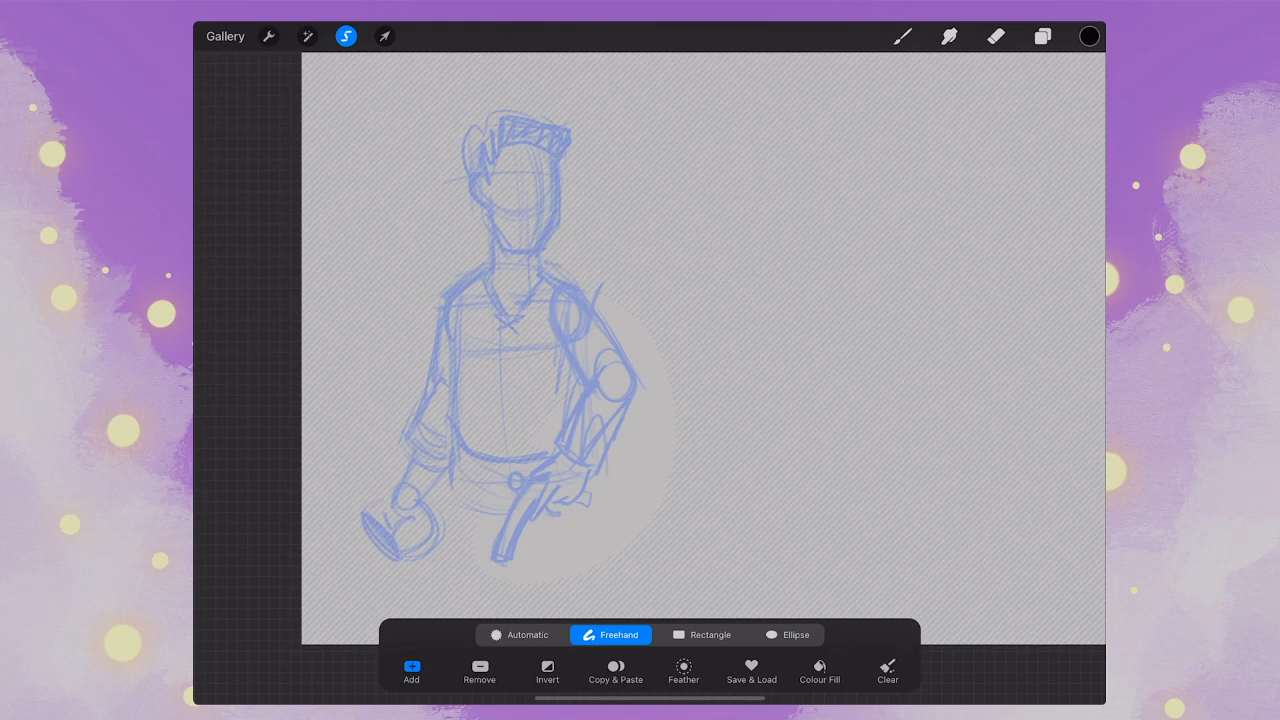 Gallery
Automatic Freehand Rectangle Ellipse
Add Remove Invert Copy & Paste Feather Save & Load Colour Fill Clear